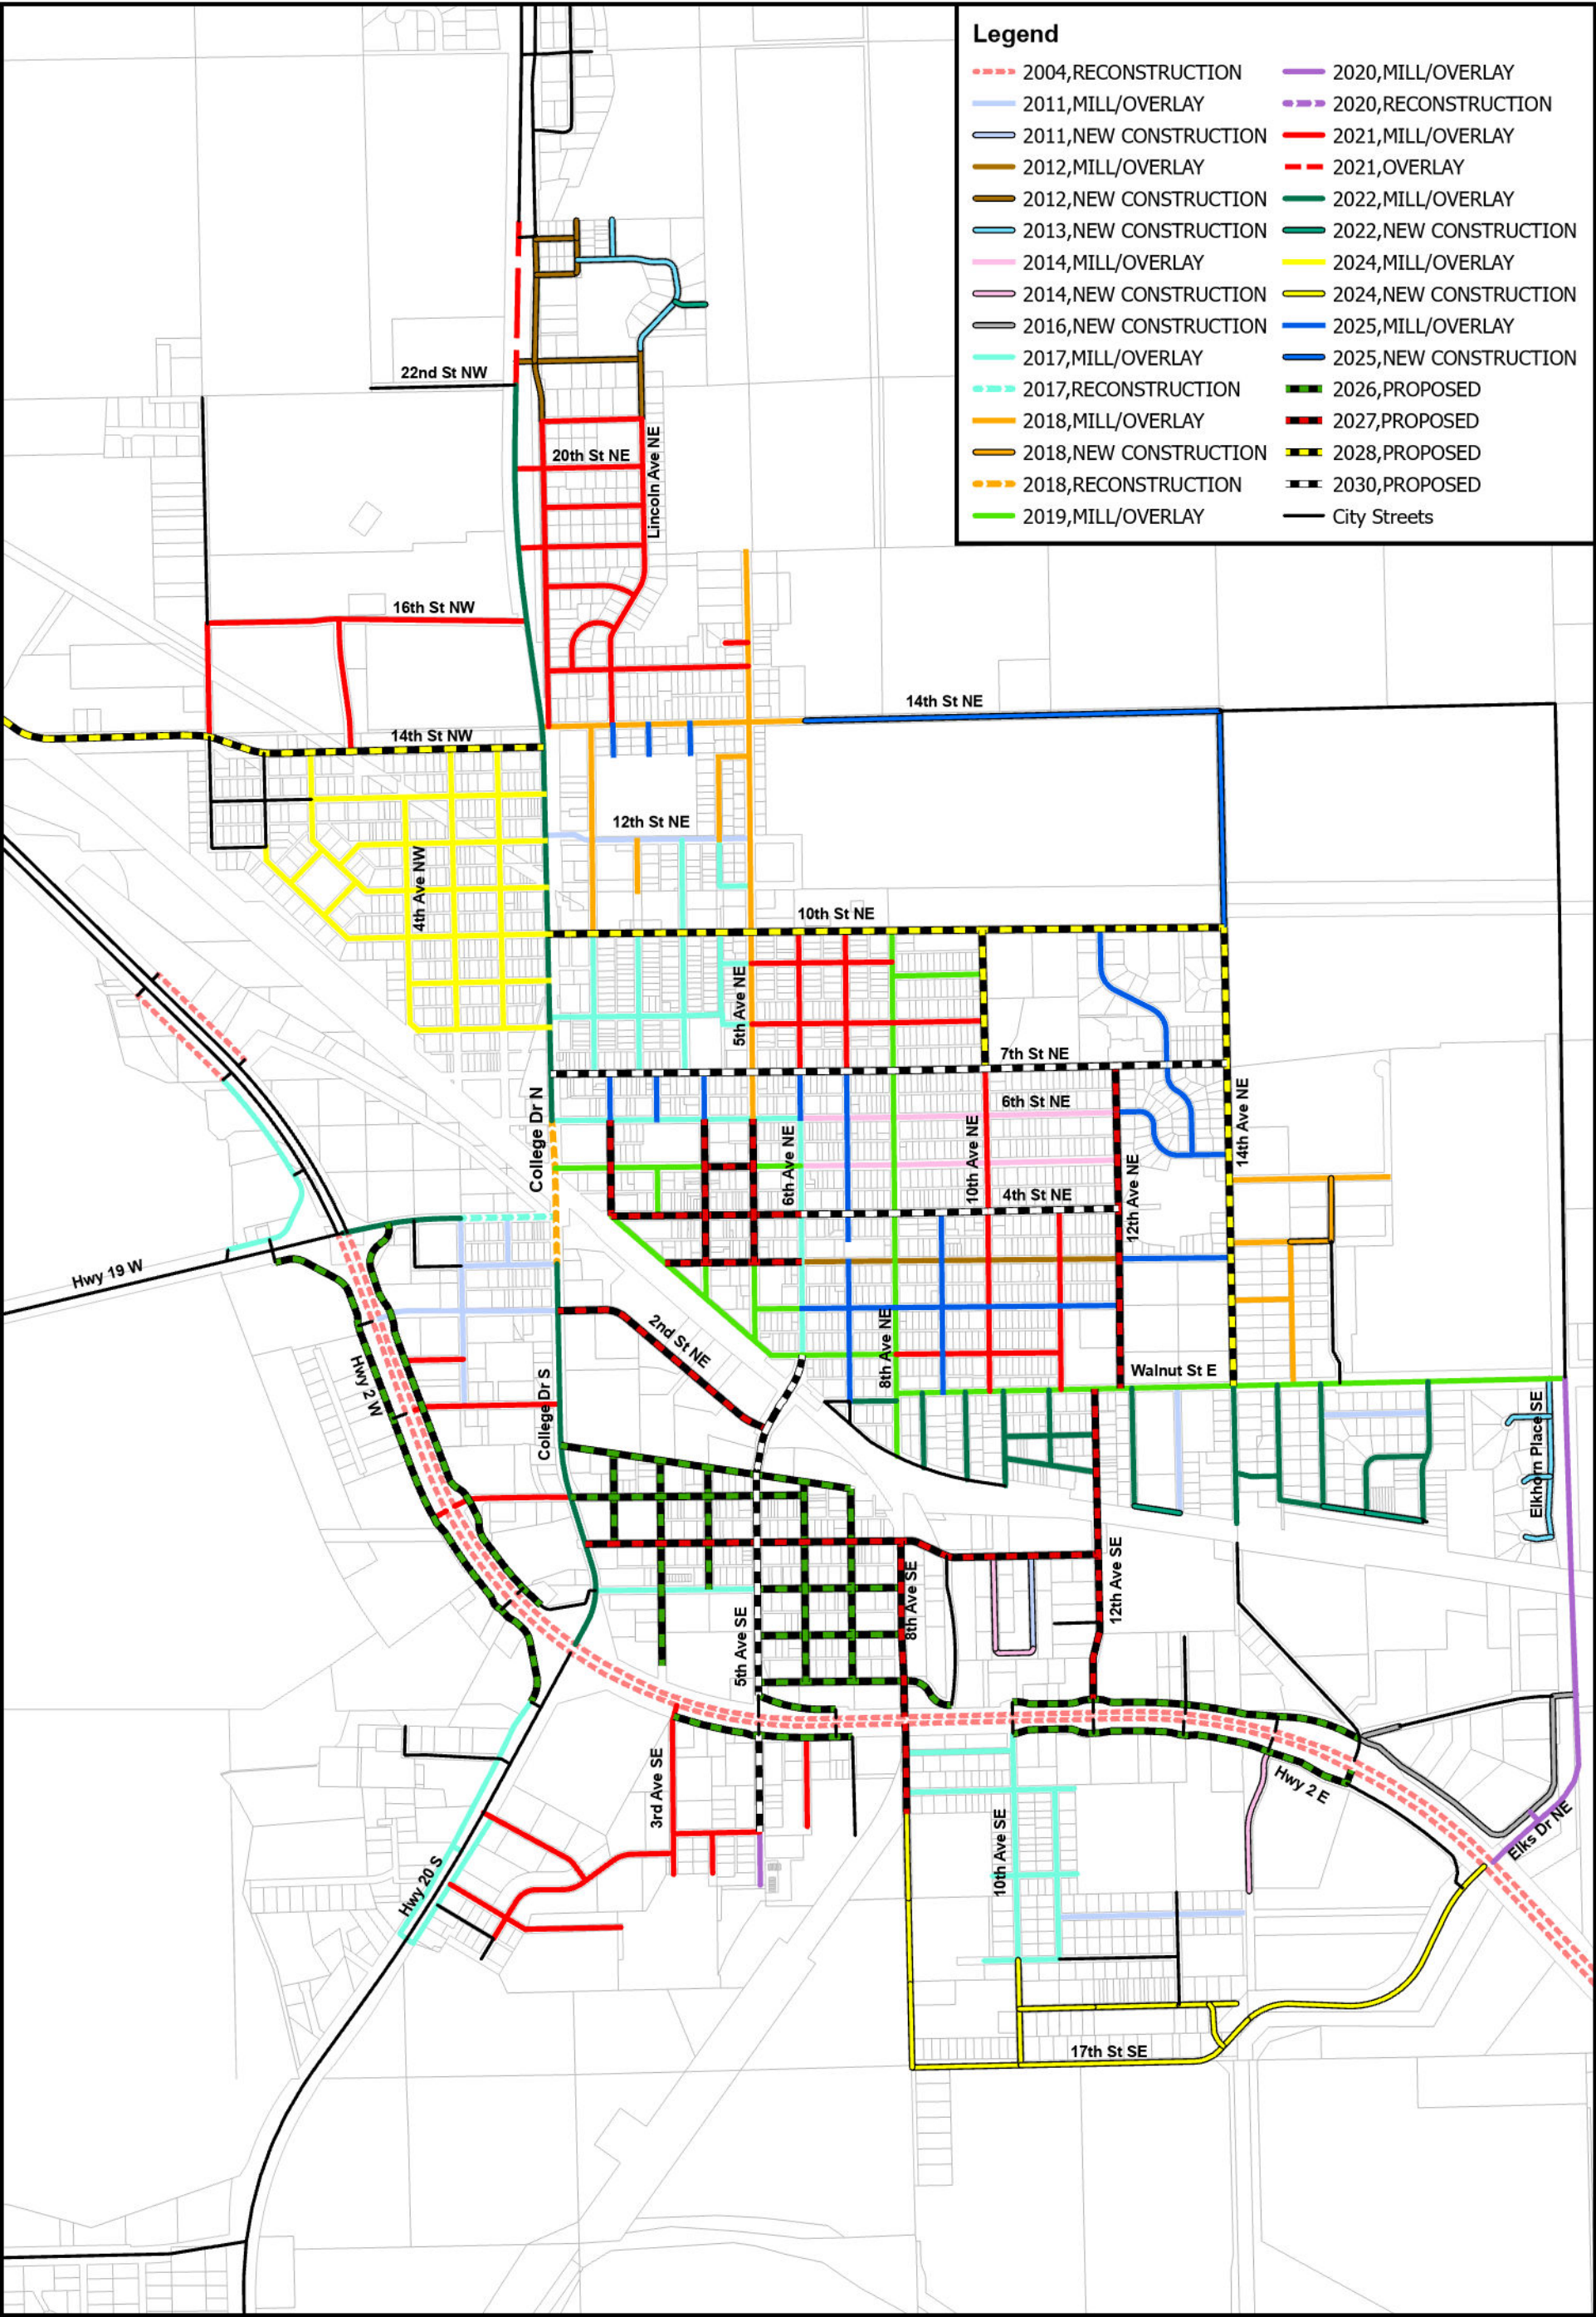 Legend
2004,RECONSTRUCTION
2011,MILL/OVERLAY
2011,NEW CONSTRUCTION
2012,MILL/OVERLAY
2012,NEW CONSTRUCTION
2013,NEW CONSTRUCTION
2014,MILL/OVERLAY
2014,NEW CONSTRUCTION
2016,NEW CONSTRUCTION
2017,MILL/OVERLAY
2017,RECONSTRUCTION
2018,MILL/OVERLAY
2018,NEW CONSTRUCTION
2018,RECONSTRUCTION
2019,MILL/OVERLAY
2020,MILL/OVERLAY
2020,RECONSTRUCTION
2021,MILL/OVERLAY
2021,OVERLAY
2022,MILL/OVERLAY
2022,NEW CONSTRUCTION
2024,MILL/OVERLAY
2024,NEW CONSTRUCTION
2025,MILL/OVERLAY
2025,NEW CONSTRUCTION
2026,PROPOSED
2027,PROPOSED
2028,PROPOSED
2030,PROPOSED
City Streets
22nd St NW
20th St NE
Lincoln Ave NE
16th St NW
14th St NE
14th St NW
12th St NE
4th Ave NW
10th St NE
5th Ave NE
7th St NE
College Dr N
6th St NE
14th Ave NE
6th Ave NE
10th Ave NE
12th Ave NE
4th St NE
Hwy 19 W
2nd St NE
8th Ave NE
Walnut St E
Hwy 2 W
College Dr S
Elkhorn Place SE
12th Ave SE
8th Ave SE
5th Ave SE
3rd Ave SE
Hwy 2 E
Elks Dr NE
10th Ave SE
Hwy 20 S
17th St SE